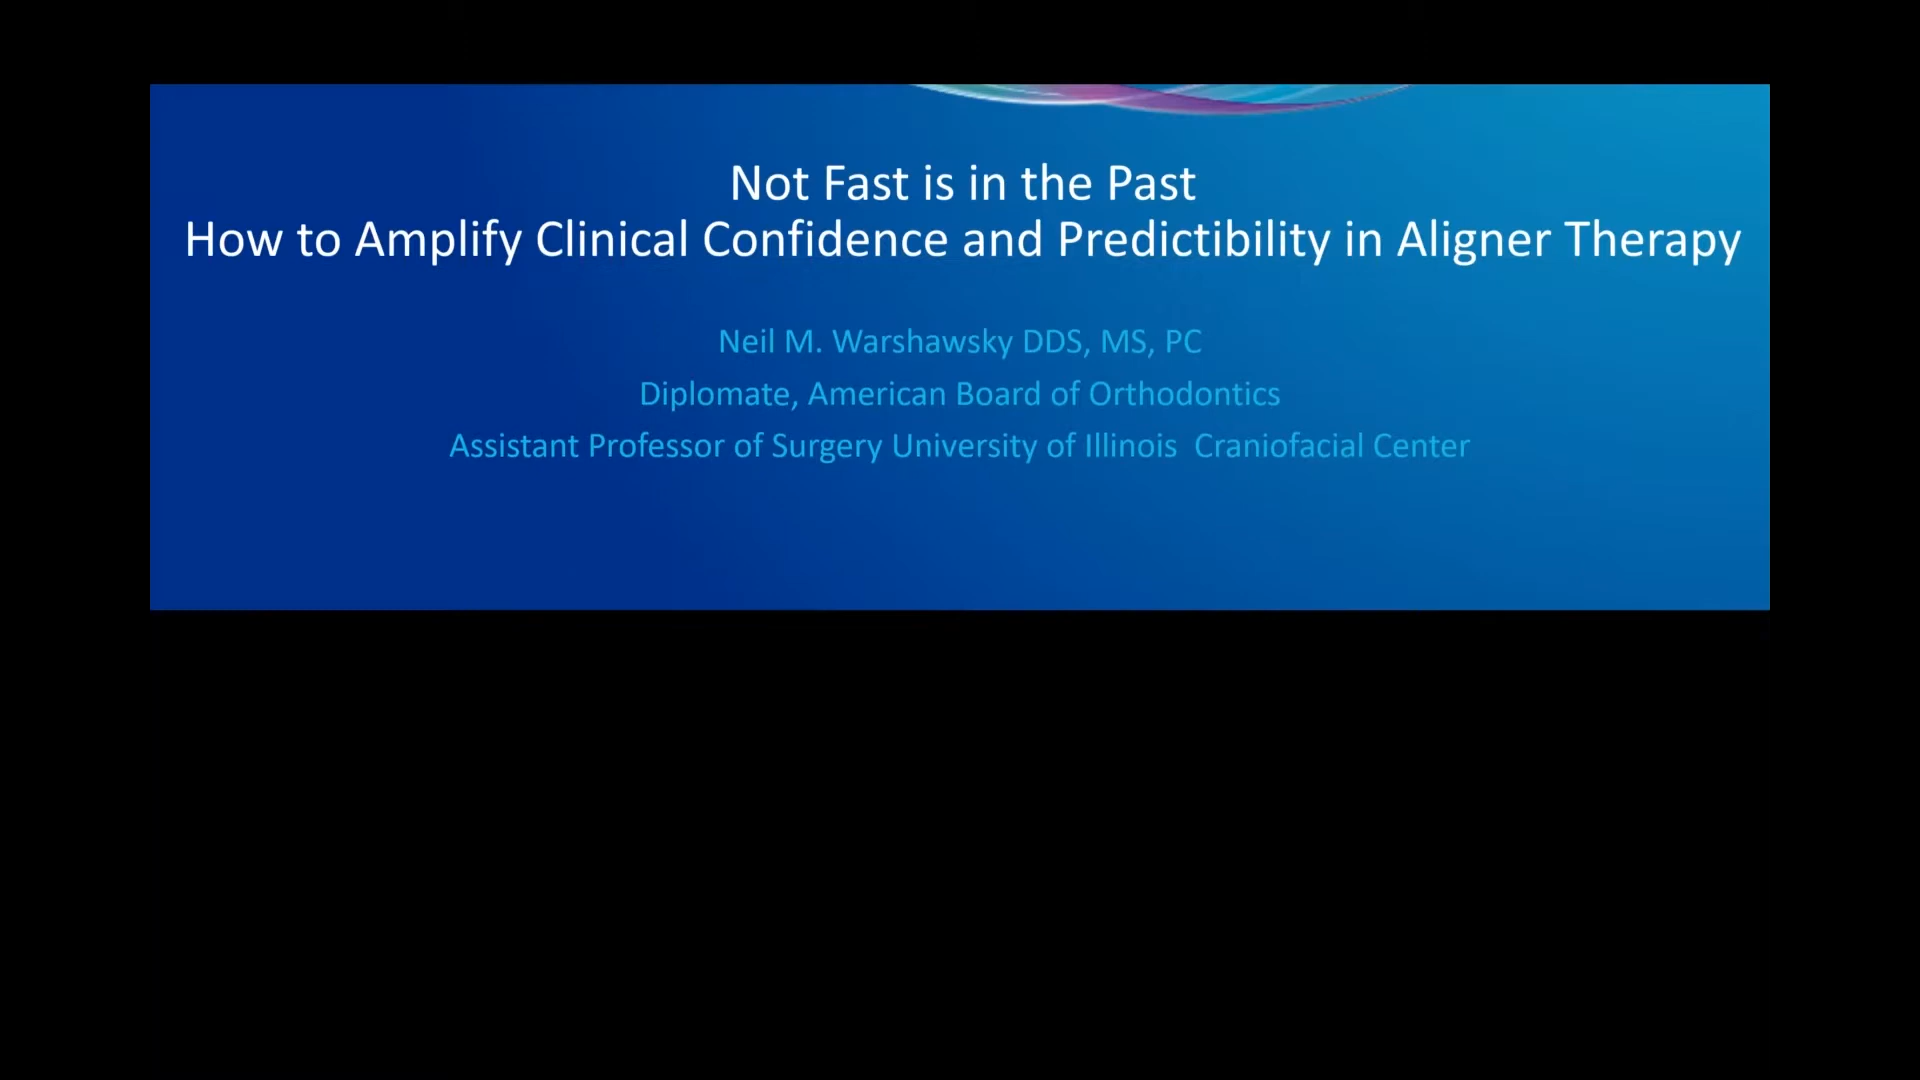 Not Fast is in the Past
How to Amplify Clinical Confidence and Predictibility in Aligner Therapy
Neil M. Warshawsky DDS, MS, PC
Diplomate, American Board of Orthodontics
Assistant Professor of Surgery University of Illinois  Craniofacial Center